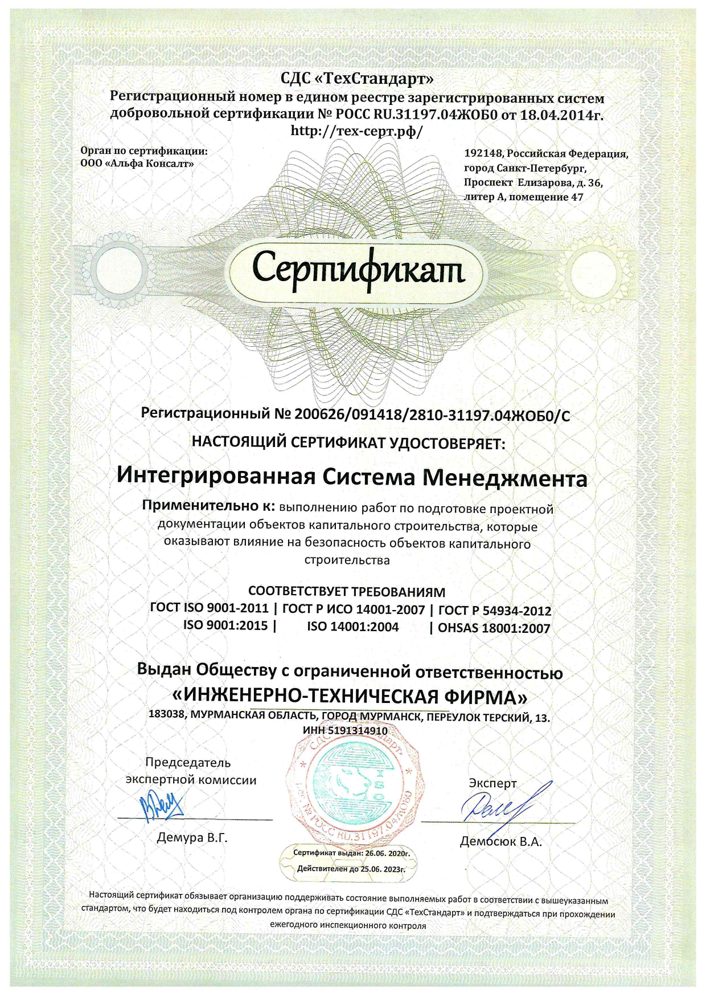 СДС «ТехСтандарт»
Регистрационный номер в едином реестре зарегистрированных систем
добровольной сертификации № РОСС RU.31197.04ЖОБ0 от 18.04.2014г.
http://тех-серт.рф/
Орган по сертификации:
ООО «Альфа Консалт»
192148, Российская Федерация,
город Санкт-Петербург,
Проспект Елизарова, д. 36,
литер А, помещение 47
Сертификат
Регистрационный № 200626/091418/2810-31197.04ЖОБ0/С
НАСТОЯЩИЙ СЕРТИФИКАТ УДОСТОВЕРЯЕТ:
Интегрированная Система Менеджмента
Применительно к: выполнению работ по подготовке проектной
документации объектов капитального строительства, которые
оказывают влияние на безопасность объектов капитального
строительства
СООТВЕТСТВУЕТ ТРЕБОВАНИЯМ
ГОСТ ISO 9001-2011 | ГОСТ Р ИСО 14001-2007 | ГОСТ Р 54934-2012
ISO 9001:2015 | ISO 14001:2004 | OHSAS 18001:2007
Выдан Обществу с ограниченной ответственностью
«ИНЖЕНЕРНО-ТЕХНИЧЕСКАЯ ФИРМА»
183038, МУРМАНСКАЯ ОБЛАСТЬ, ГОРОД МУРМАНСК, ПЕРЕУЛОК ТЕРСКИЙ, 13.
ИНН 5191314910
СДС «ТехСтандарт»
ISO
Рег. № РОСС RU.31197.04ЖОБ0
Председатель
экспертной комиссии
Демура В.Г.
Эксперт
Демосюк В.А.
Сертификат выдан: 26.06. 2020г.
Действителен до 25.06. 2023г.
Настоящий сертификат обязывает организацию поддерживать состояние выполняемых работ в соответствии с вышеуказанным
стандартом, что будет находиться под контролем органа по сертификации СДС «ТехСтандарт» и подтверждаться при прохождении
ежегодного инспекционного контроля